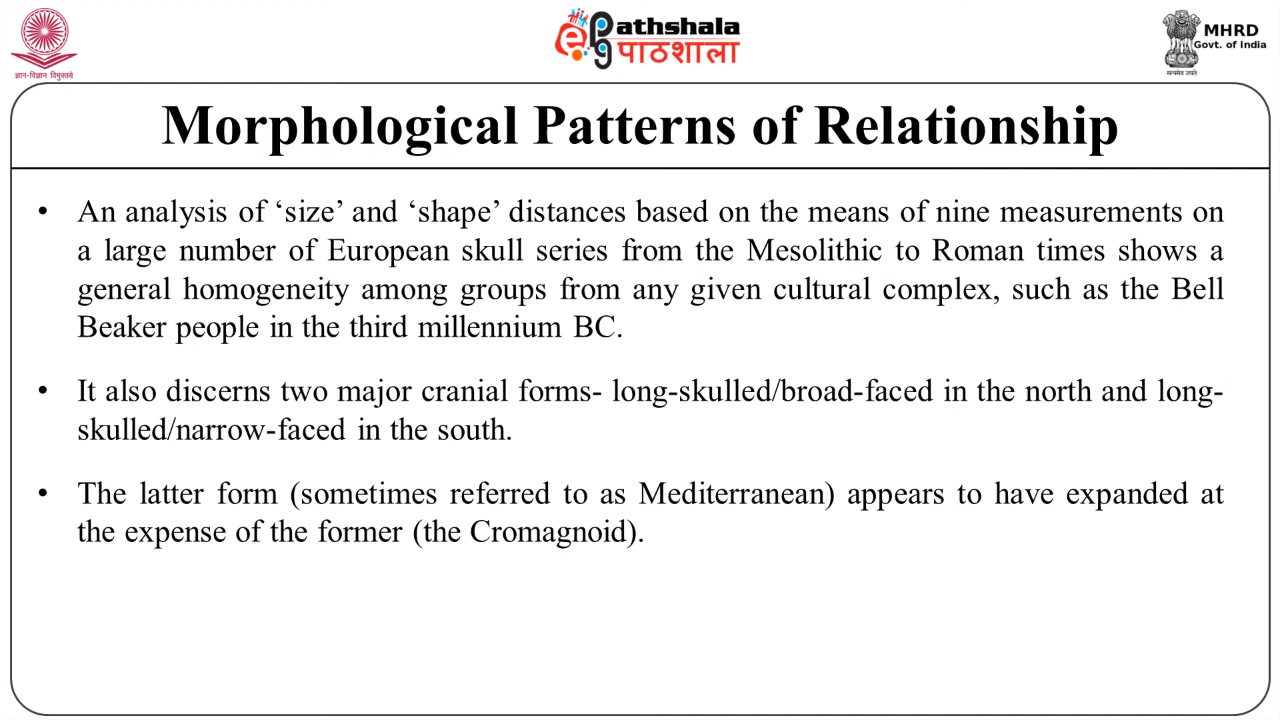 ज्ञान-विज्ञान विमुक्तये
ePathshala
पाठशाला
MHRD
Govt. of India
सत्यमेव जयते
Morphological Patterns of Relationship
• An analysis of ‘size’ and ‘shape’ distances based on the means of nine measurements on
a large number of European skull series from the Mesolithic to Roman times shows a
general homogeneity among groups from any given cultural complex, such as the Bell
Beaker people in the third millennium BC.
• It also discerns two major cranial forms- long-skulled/broad-faced in the north and long-
skulled/narrow-faced in the south.
• The latter form (sometimes referred to as Mediterranean) appears to have expanded at
the expense of the former (the Cromagnoid).